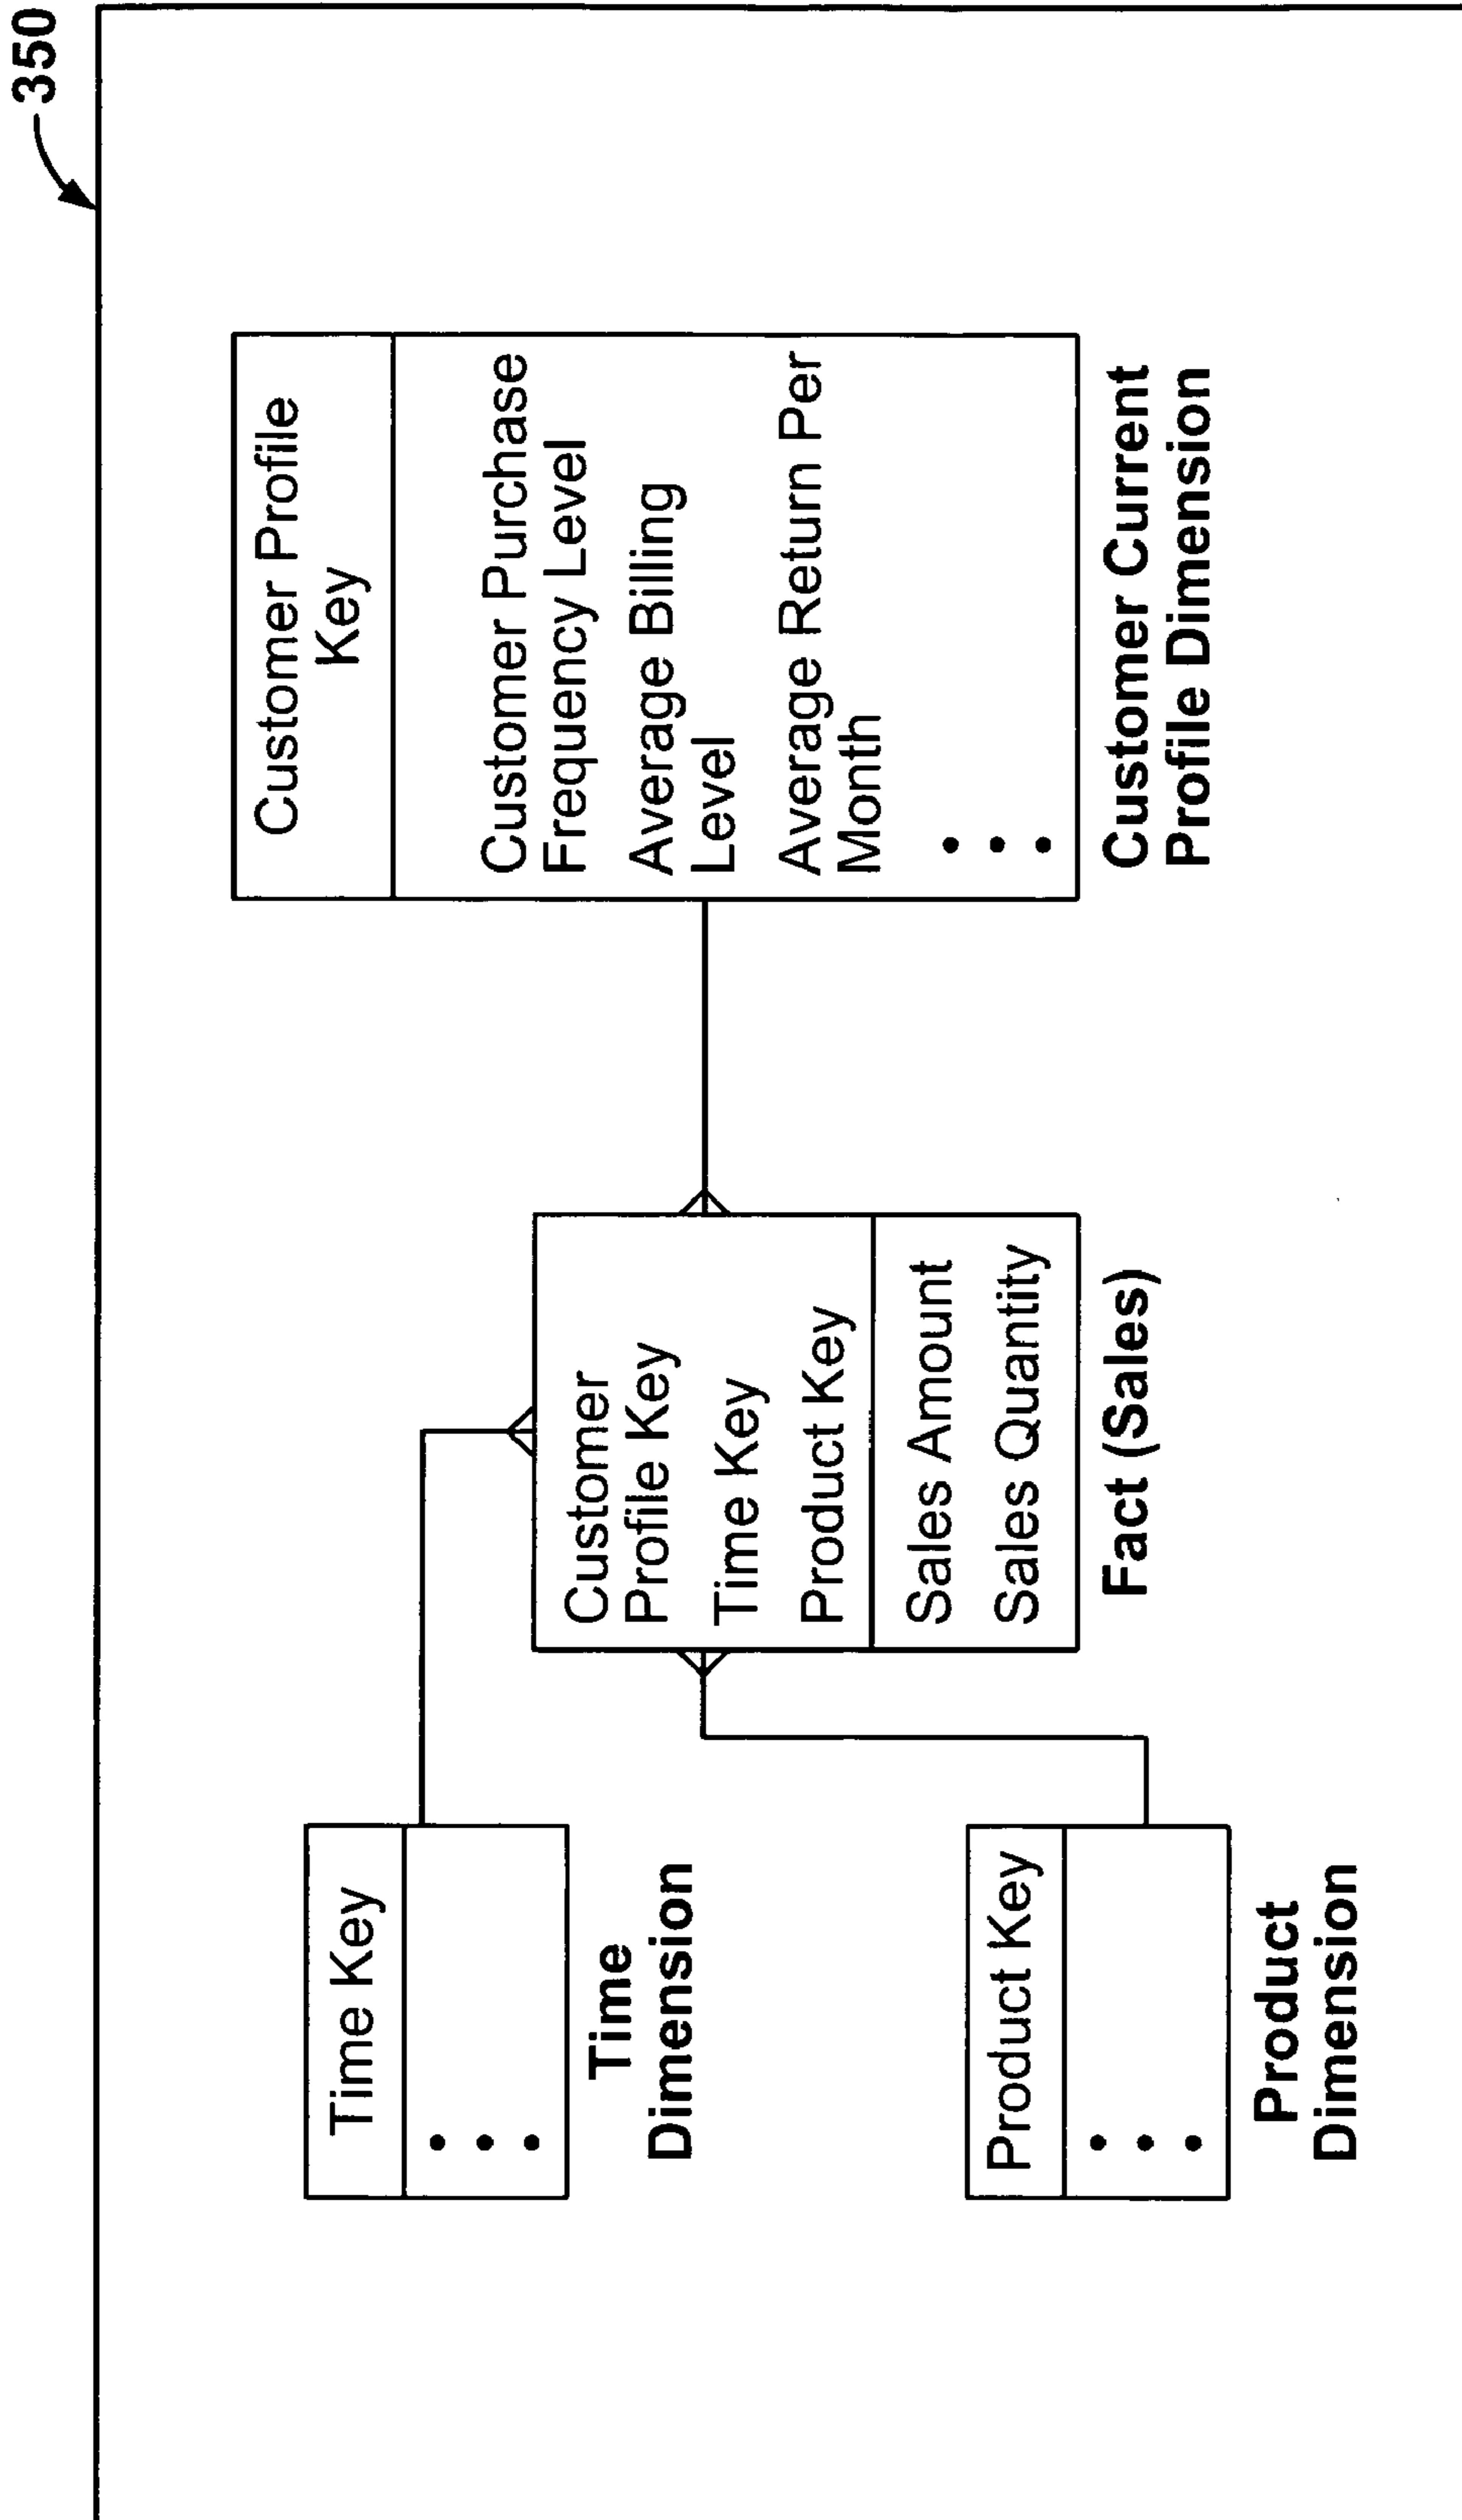 350
Time Key
Time
Dimension
Product Key
Product
Dimension
Customer
Profile Key
Time Key
Product Key
Sales Amount
Sales Quantity
Fact (Sales)
Customer Profile
Key
Customer Purchase
Frequency Level
Average Billing
Level
Average Return Per
Month
Customer Current
Profile Dimension